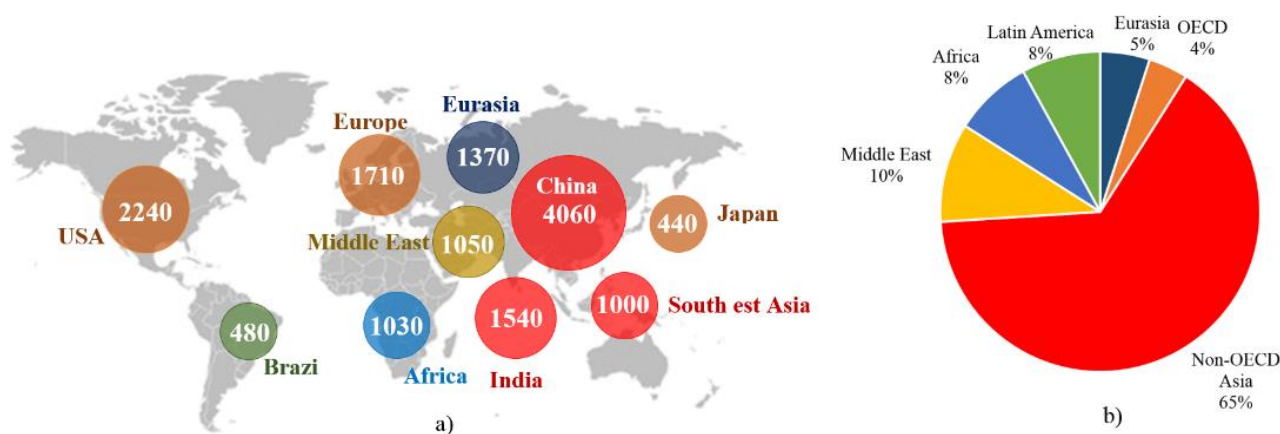 Eurasia
1370
Europe
1710
China
4060
USA
2240
Japan
440
Middle East
1050
South est Asia
1000
India
1540
Africa
1030
Brazi
480
a)
Latin America
8%
Eurasia
5%
OECD
4%
Africa
8%
Middle East
10%
Non-OECD
Asia
65%
b)